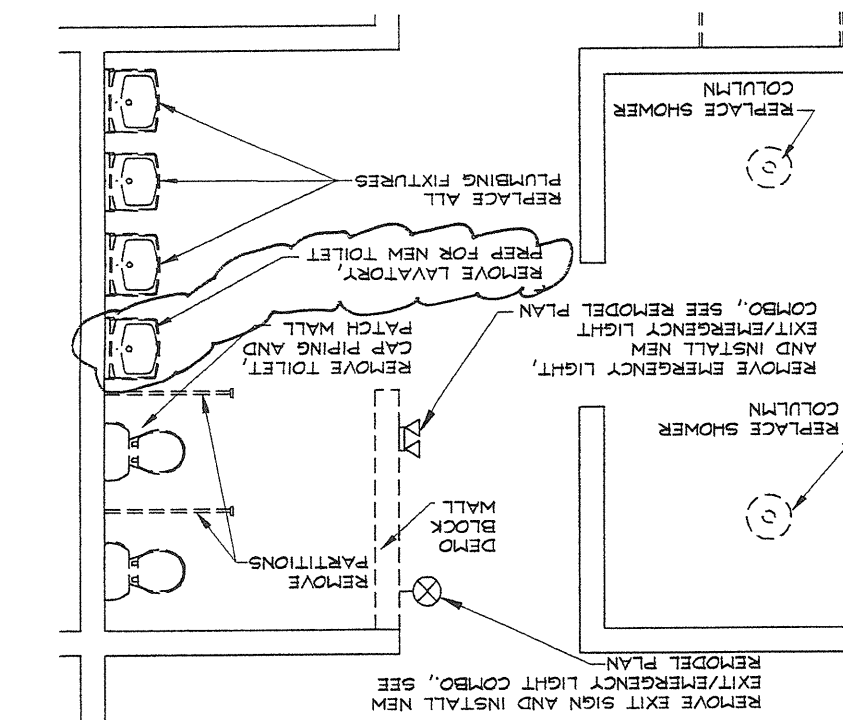 REMOVE EXIT SIGN AND INSTALL NEW
EXIT/EMERGENCY LIGHT COMBO., SEE
REMODEL PLAN
REMOVE
PARTITIONS
DEMO
BLOCK
WALL
REPLACE SHOWER
COLUMN
REMOVE EMERGENCY LIGHT,
AND INSTALL NEW
EXIT/EMERGENCY LIGHT
COMBO., SEE REMODEL PLAN
REMOVE TOILET,
CAP PIPING AND
PATCH WALL
REMOVE LAVATORY,
PREP FOR NEW TOILET
REPLACE ALL
PLUMBING FIXTURES
REPLACE SHOWER
COLUMN